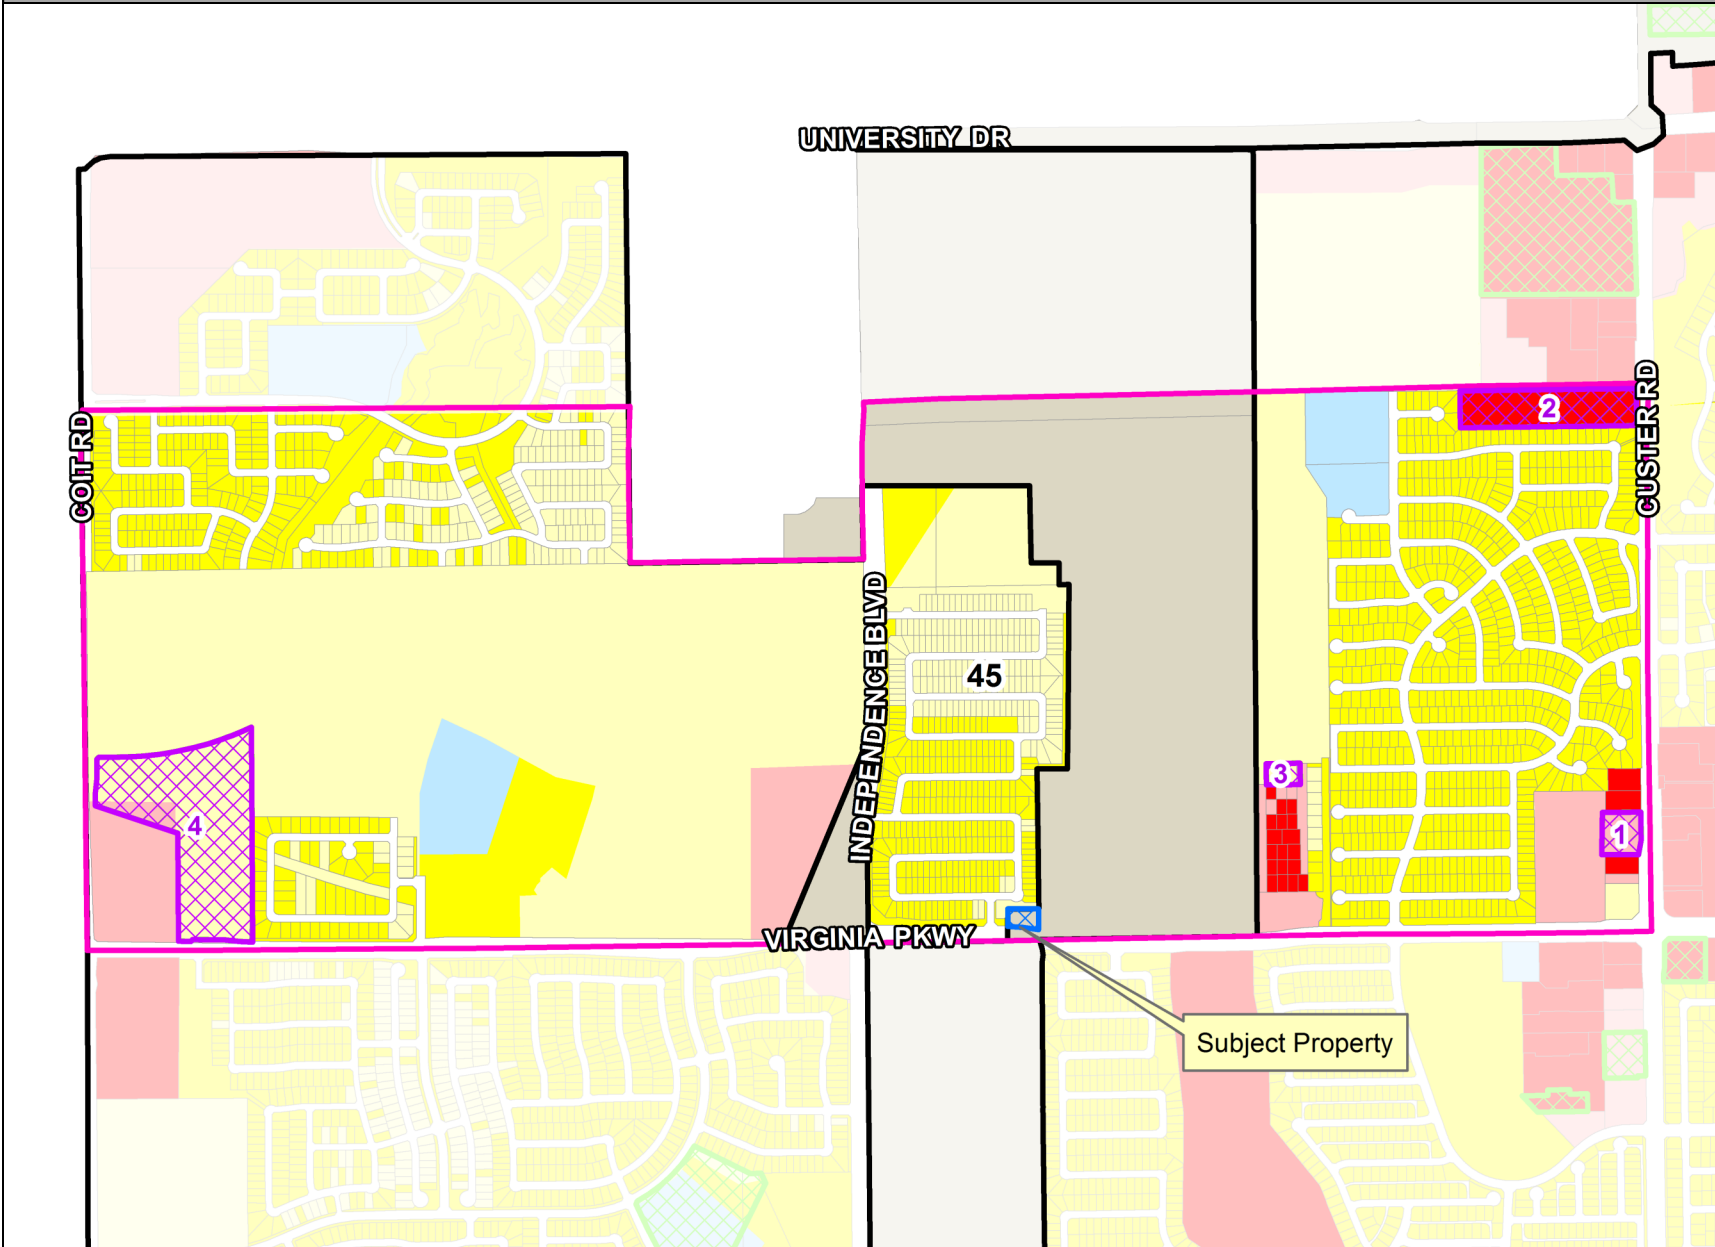 UNIVERSITY DR
COIT RD
2
CUSTER RD
INDEPENDENCE BLVD
45
3
4
1
VIRGINIA PKWY
Subject Property